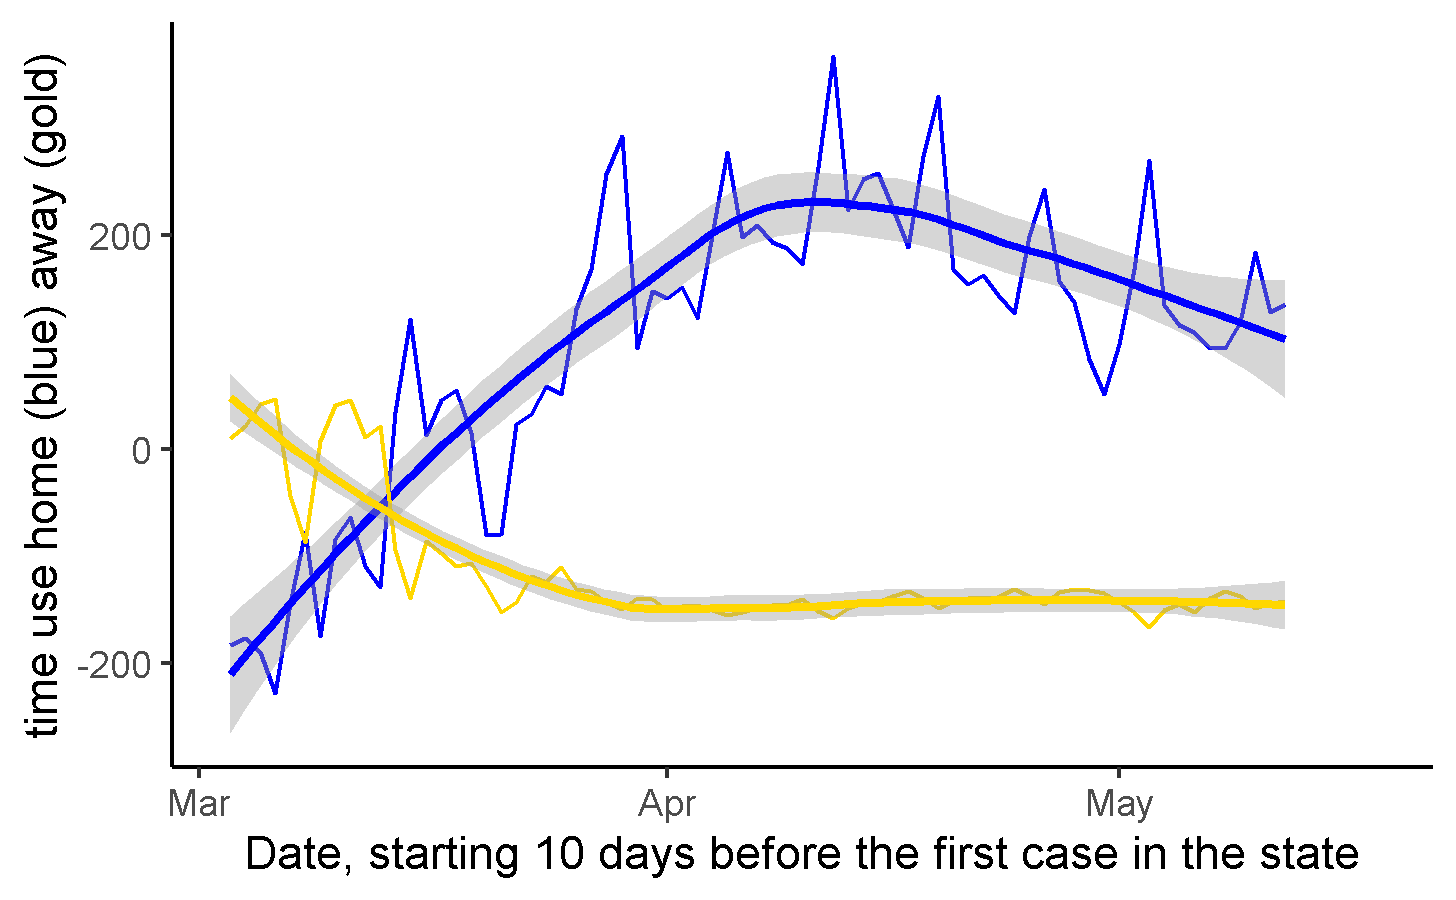 time use home (blue) away (gold)
200
0
-200
Mar
Apr
May
Date, starting 10 days before the first case in the state